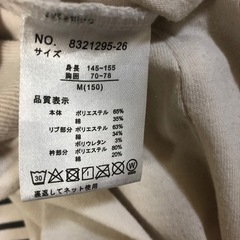 NO. 8321295-26
サイズ
身長 145~155
胸囲 70~78
M(150)
品質表示
本体 ポリエステル 65%
綿 35%
リブ部分 ポリエステル 63%
綿 34%
ポリウレタン 3%
衿部分 ポリエステル 80%
綿 20%
30
裏返してネット使用